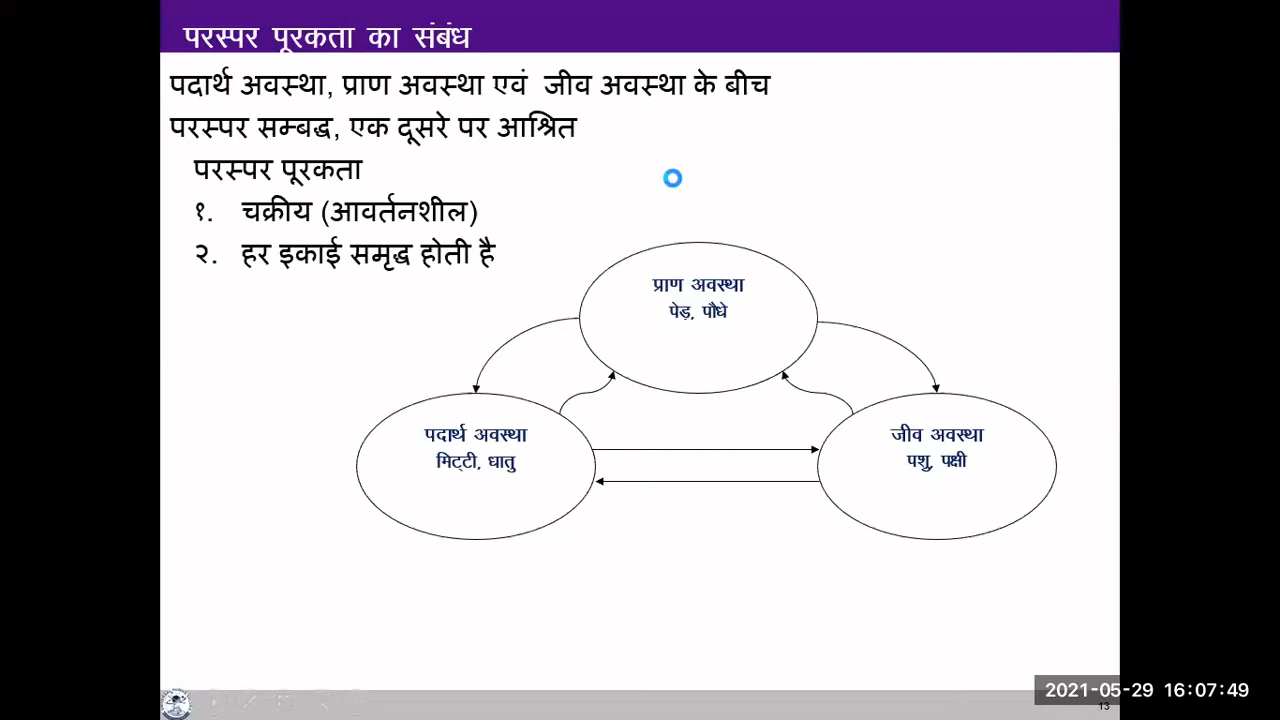 परस्पर पूरकता का संबंध
पदार्थ अवस्था, प्राण अवस्था एवं जीव अवस्था के बीच
परस्पर सम्बद्ध, एक दूसरे पर आश्रित
परस्पर पूरकता
१. चक्रीय (आवर्तनशील)
२. हर इकाई समृद्ध होती है
प्राण अवस्था
पेड़, पौधे
पदार्थ अवस्था
मिट्टी, धातु
जीव अवस्था
पशु, पक्षी
2021-05-29 16:07:49
13